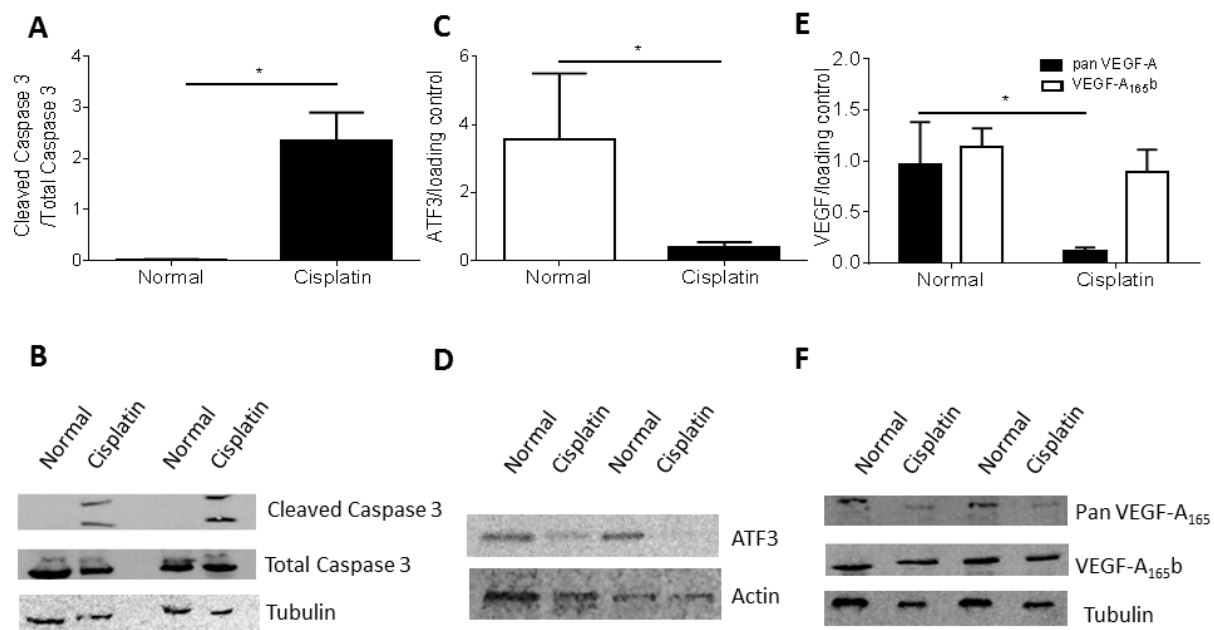 A
Cleaved Caspase 3
/Total Caspase 3
4
3
2
1
0
*
Normal
Cisplatin
C
ATF3/loading control
6
4
2
0
*
Normal
Cisplatin
E
VEGF/loading control
2.0
1.5
1.0
0.5
0.0
*
pan VEGF-A
VEGF-A₁₆₅b
Normal
Cisplatin
B
Normal
Cisplatin
Normal
Cisplatin
Cleaved Caspase 3
Total Caspase 3
Tubulin
D
Normal
Cisplatin
Normal
Cisplatin
ATF3
Actin
F
Normal
Cisplatin
Normal
Cisplatin
Pan VEGF-A₁₆₅
VEGF-A₁₆₅b
Tubulin